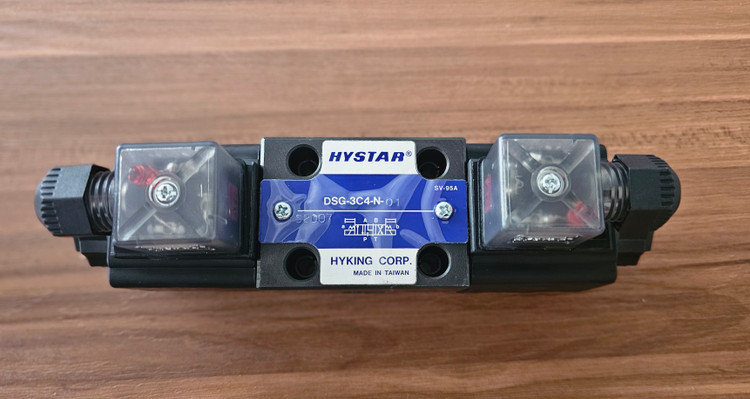 HYSTAR®
SV-95A
DSG-3C4-N-01
A B
a b
P T
HYKING CORP.
MADE IN TAIWAN